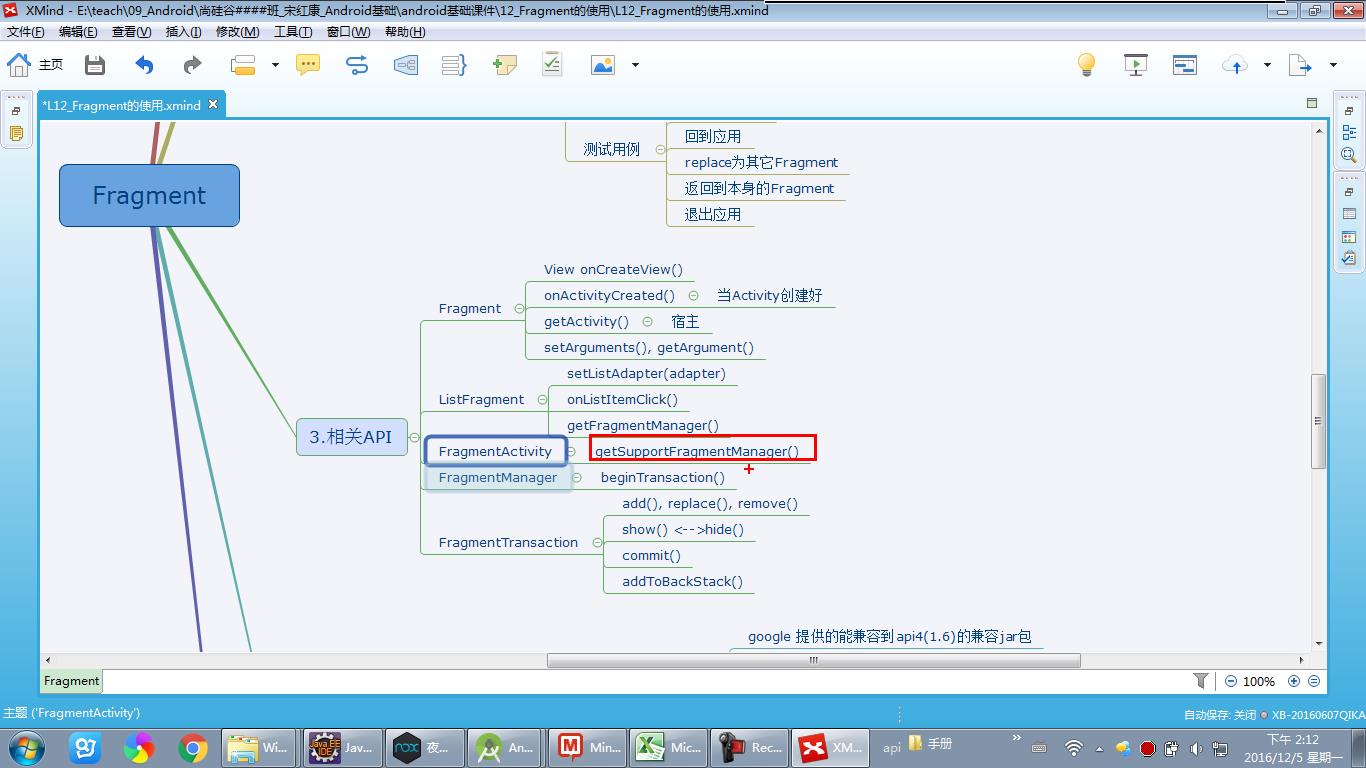 XMind - E:\teach\09_Android\尚硅谷####班_宋红康_Android基础\android基础课件\12_Fragment的使用\L12_Fragment的使用.xmind
文件(F) 编辑(E) 查看(V) 插入(I) 修改(M) 工具(T) 窗口(W) 帮助(H)
主页
*L12_Fragment的使用.xmind
回到应用
测试用例
replace为其它Fragment
返回到本身的Fragment
退出应用
Fragment
View onCreateView()
onActivityCreated() 当Activity创建好
Fragment
getActivity() 宿主
setArguments(), getArgument()
setListAdapter(adapter)
ListFragment
onListItemClick()
getFragmentManager()
3.相关API
FragmentActivity getSupportFragmentManager()
FragmentManager beginTransaction()
add(), replace(), remove()
show() <-->hide()
FragmentTransaction
commit()
addToBackStack()
google 提供的能兼容到api4(1.6)的兼容jar包
Fragment
100%
主题 ('FragmentActivity')
自动保存: 关闭 XB-20160607QIKA
Wi...
Jav...
夜...
An...
Min...
Mic...
Rec...
XM...
api
手册
下午 2:12
2016/12/5 星期一